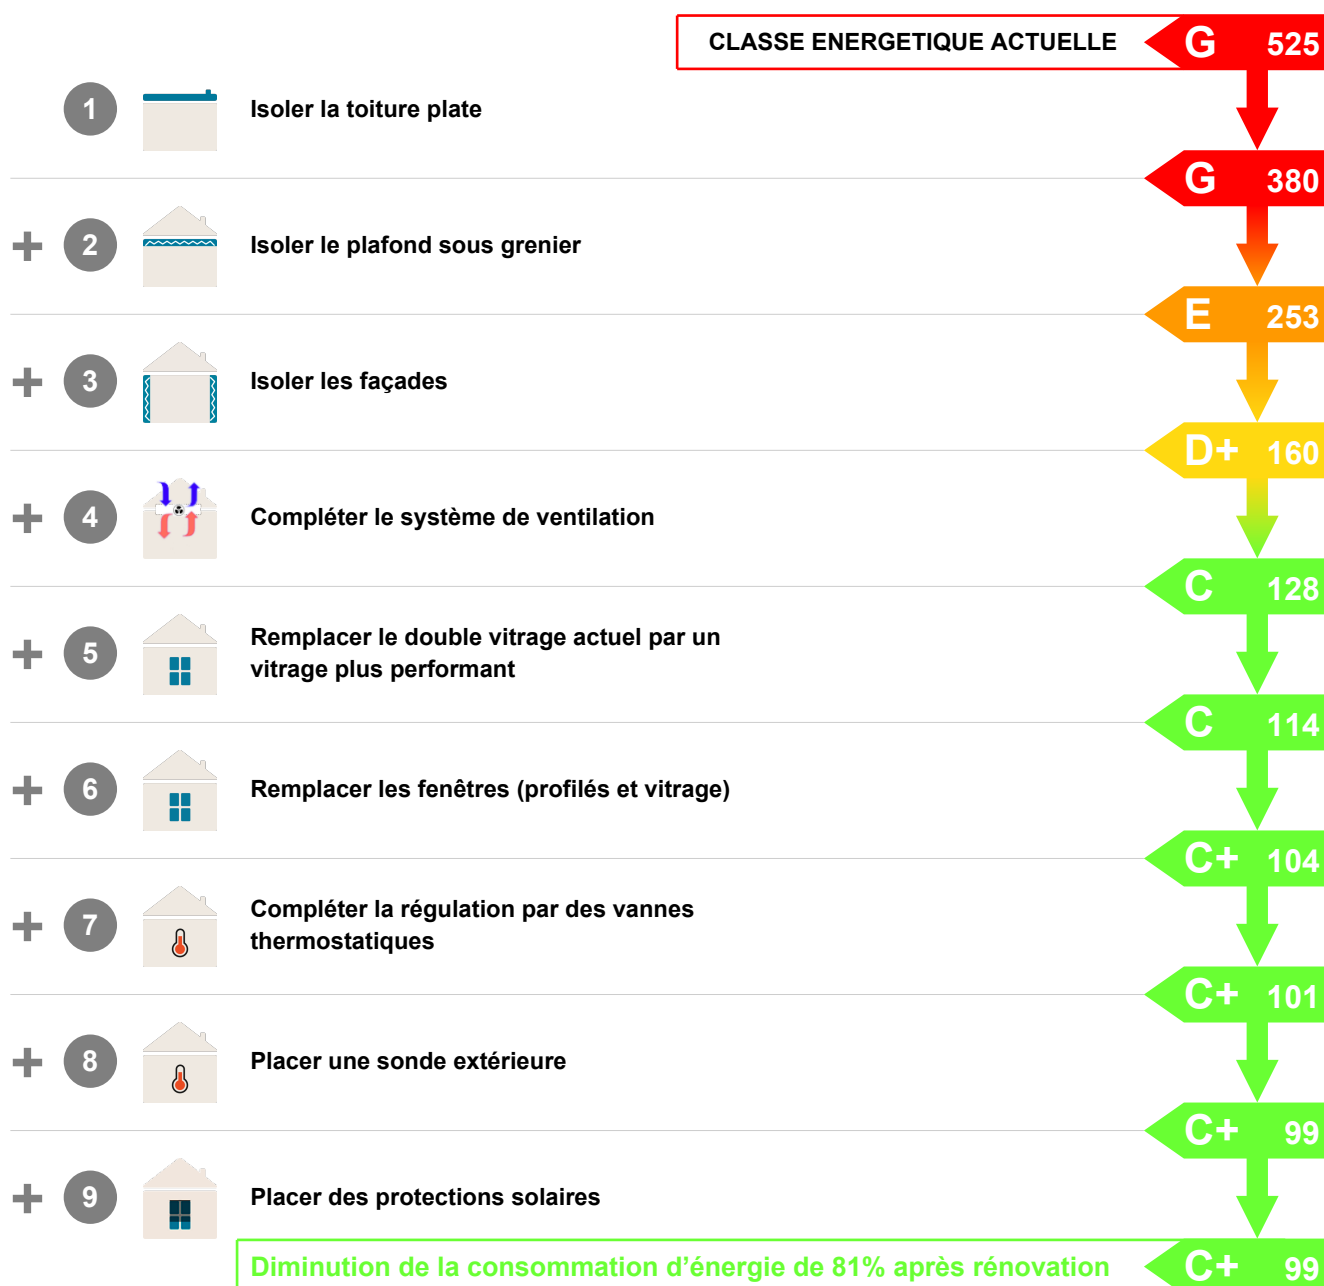 CLASSE ENERGETIQUE ACTUELLE G 525
1 Isoler la toiture plate
G 380
+ 2 Isoler le plafond sous grenier
E 253
+ 3 Isoler les façades
D+ 160
+ 4 Compléter le système de ventilation
C 128
+ 5 Remplacer le double vitrage actuel par un
vitrage plus performant
C 114
+ 6 Remplacer les fenêtres (profilés et vitrage)
C+ 104
+ 7 Compléter la régulation par des vannes
thermostatiques
C+ 101
+ 8 Placer une sonde extérieure
C+ 99
+ 9 Placer des protections solaires
Diminution de la consommation d’énergie de 81% après rénovation C+ 99